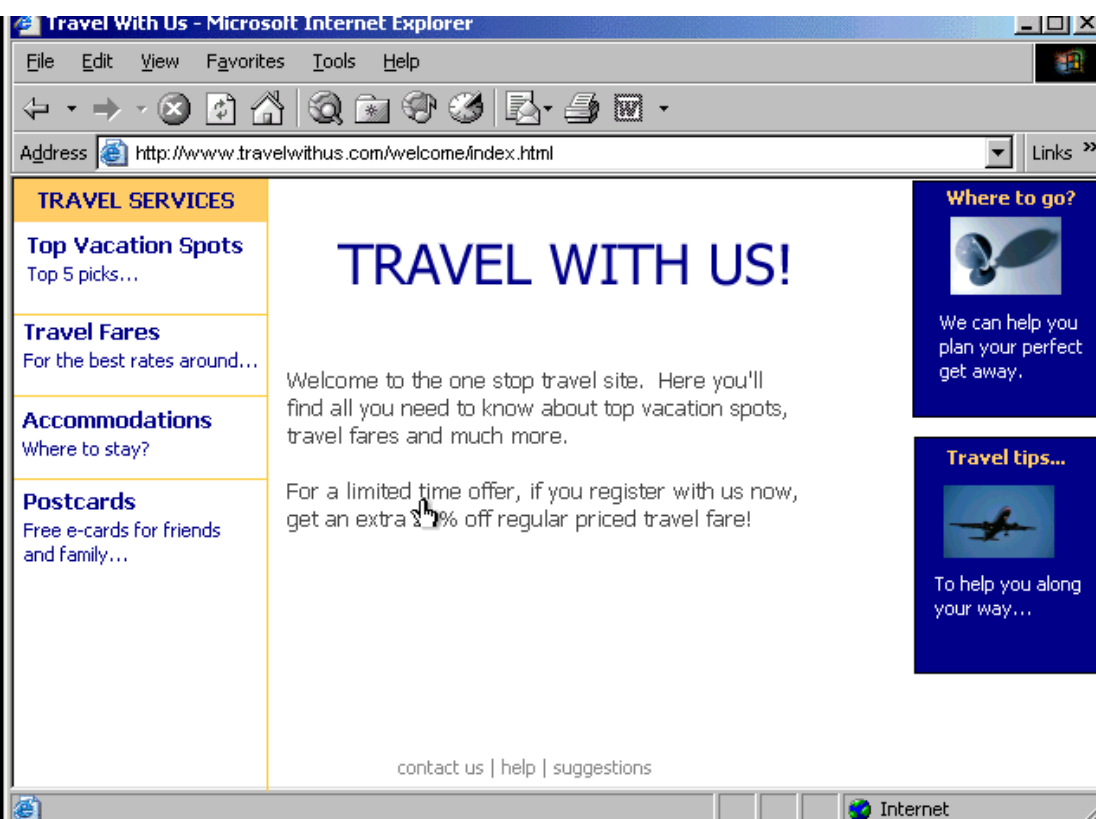 Travel With Us - Microsoft Internet Explorer
File Edit View Favorites Tools Help
Address http://www.travelwithus.com/welcome/index.html Links »
TRAVEL SERVICES
Top Vacation Spots
Top 5 picks...
Travel Fares
For the best rates around...
Accommodations
Where to stay?
Postcards
Free e-cards for friends
and family...
TRAVEL WITH US!
Welcome to the one stop travel site. Here you'll
find all you need to know about top vacation spots,
travel fares and much more.
For a limited time offer, if you register with us now,
get an extra % off regular priced travel fare!
contact us | help | suggestions
Where to go?
We can help you
plan your perfect
get away.
Travel tips...
To help you along
your way...
Internet